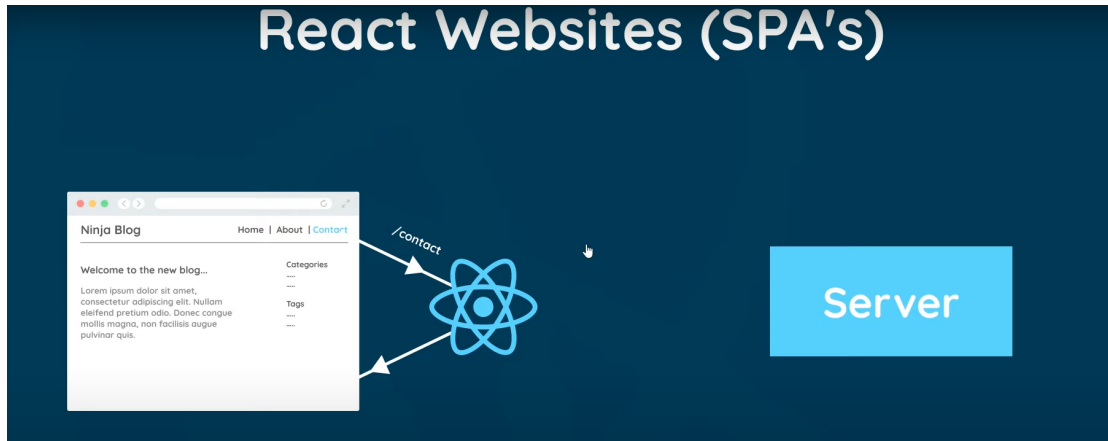 React Websites (SPA's)
Ninja Blog
Home | About | Contact
Welcome to the new blog...
Lorem ipsum dolor sit amet,
consectetur adipiscing elit. Nullam
eleifend pretium odio. Donec congue
mollis magna, non facilisis augue
pulvinar quis.
Categories
....
....
Tags
....
....
/contact
Server